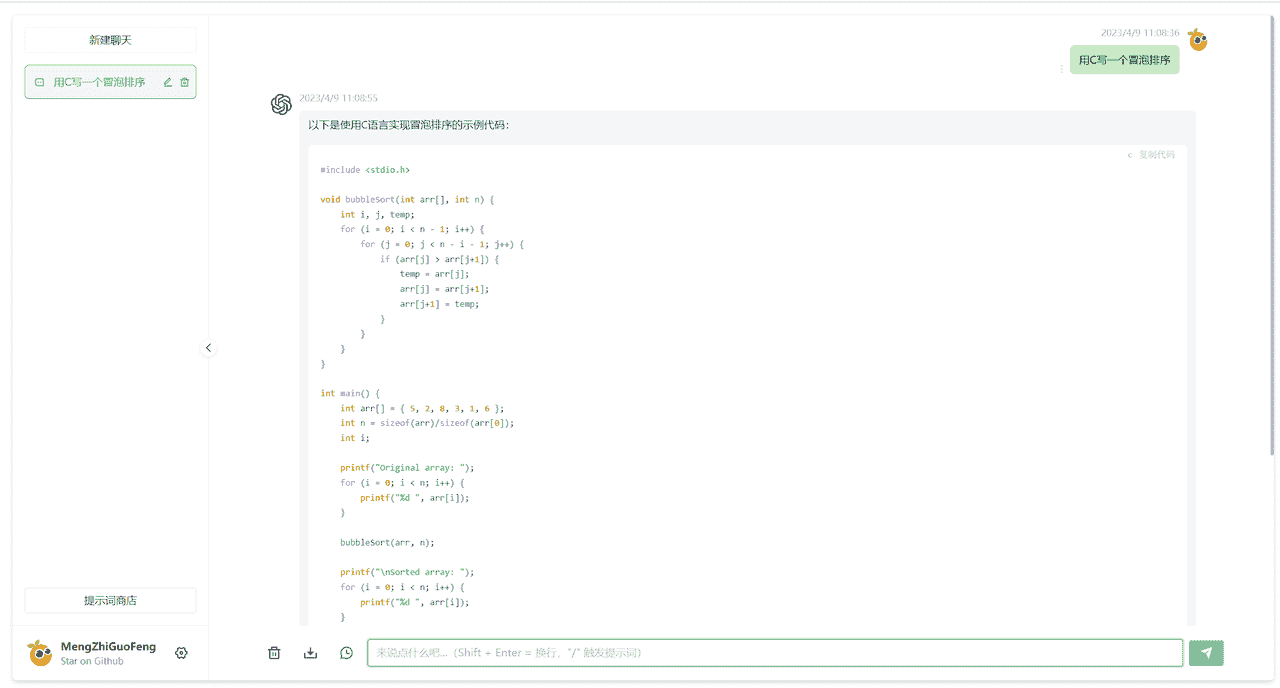 新建聊天
用C写一个冒泡排序
提示词商店
MengZhiGuoFeng
Star on Github
2023/4/9 11:08:36
用C写一个冒泡排序
2023/4/9 11:08:55
以下是使用C语言实现冒泡排序的示例代码：
c 复制代码
#include <stdio.h>
void bubbleSort(int arr[], int n) {
    int i, j, temp;
    for (i = 0; i < n - 1; i++) {
        for (j = 0; j < n - i - 1; j++) {
            if (arr[j] > arr[j+1]) {
                temp = arr[j];
                arr[j] = arr[j+1];
                arr[j+1] = temp;
            }
        }
    }
}
int main() {
    int arr[] = { 5, 2, 8, 3, 1, 6 };
    int n = sizeof(arr)/sizeof(arr[0]);
    int i;
    printf("Original array: ");
    for (i = 0; i < n; i++) {
        printf("%d ", arr[i]);
    }
    bubbleSort(arr, n);
    printf("\nSorted array: ");
    for (i = 0; i < n; i++) {
        printf("%d ", arr[i]);
    }
来说点什么吧...（Shift + Enter = 换行，"/" 触发提示词）